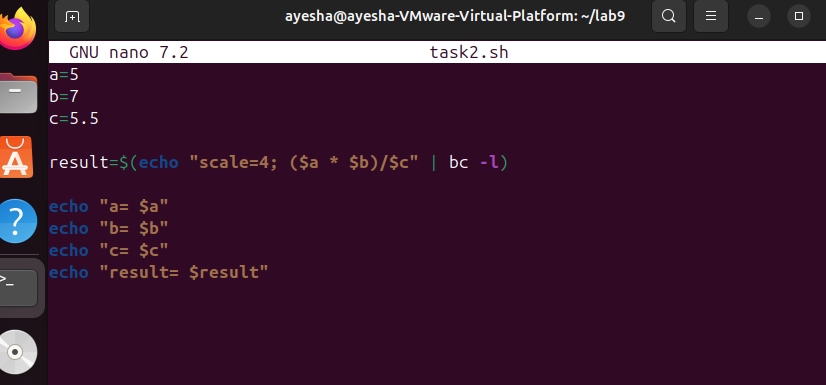 ayesha@ayesha-VMware-Virtual-Platform: ~/lab9
GNU nano 7.2 task2.sh
a=5
b=7
c=5.5
result=$(echo "scale=4; ($a * $b)/$c" | bc -l)
echo "a= $a"
echo "b= $b"
echo "c= $c"
echo "result= $result"